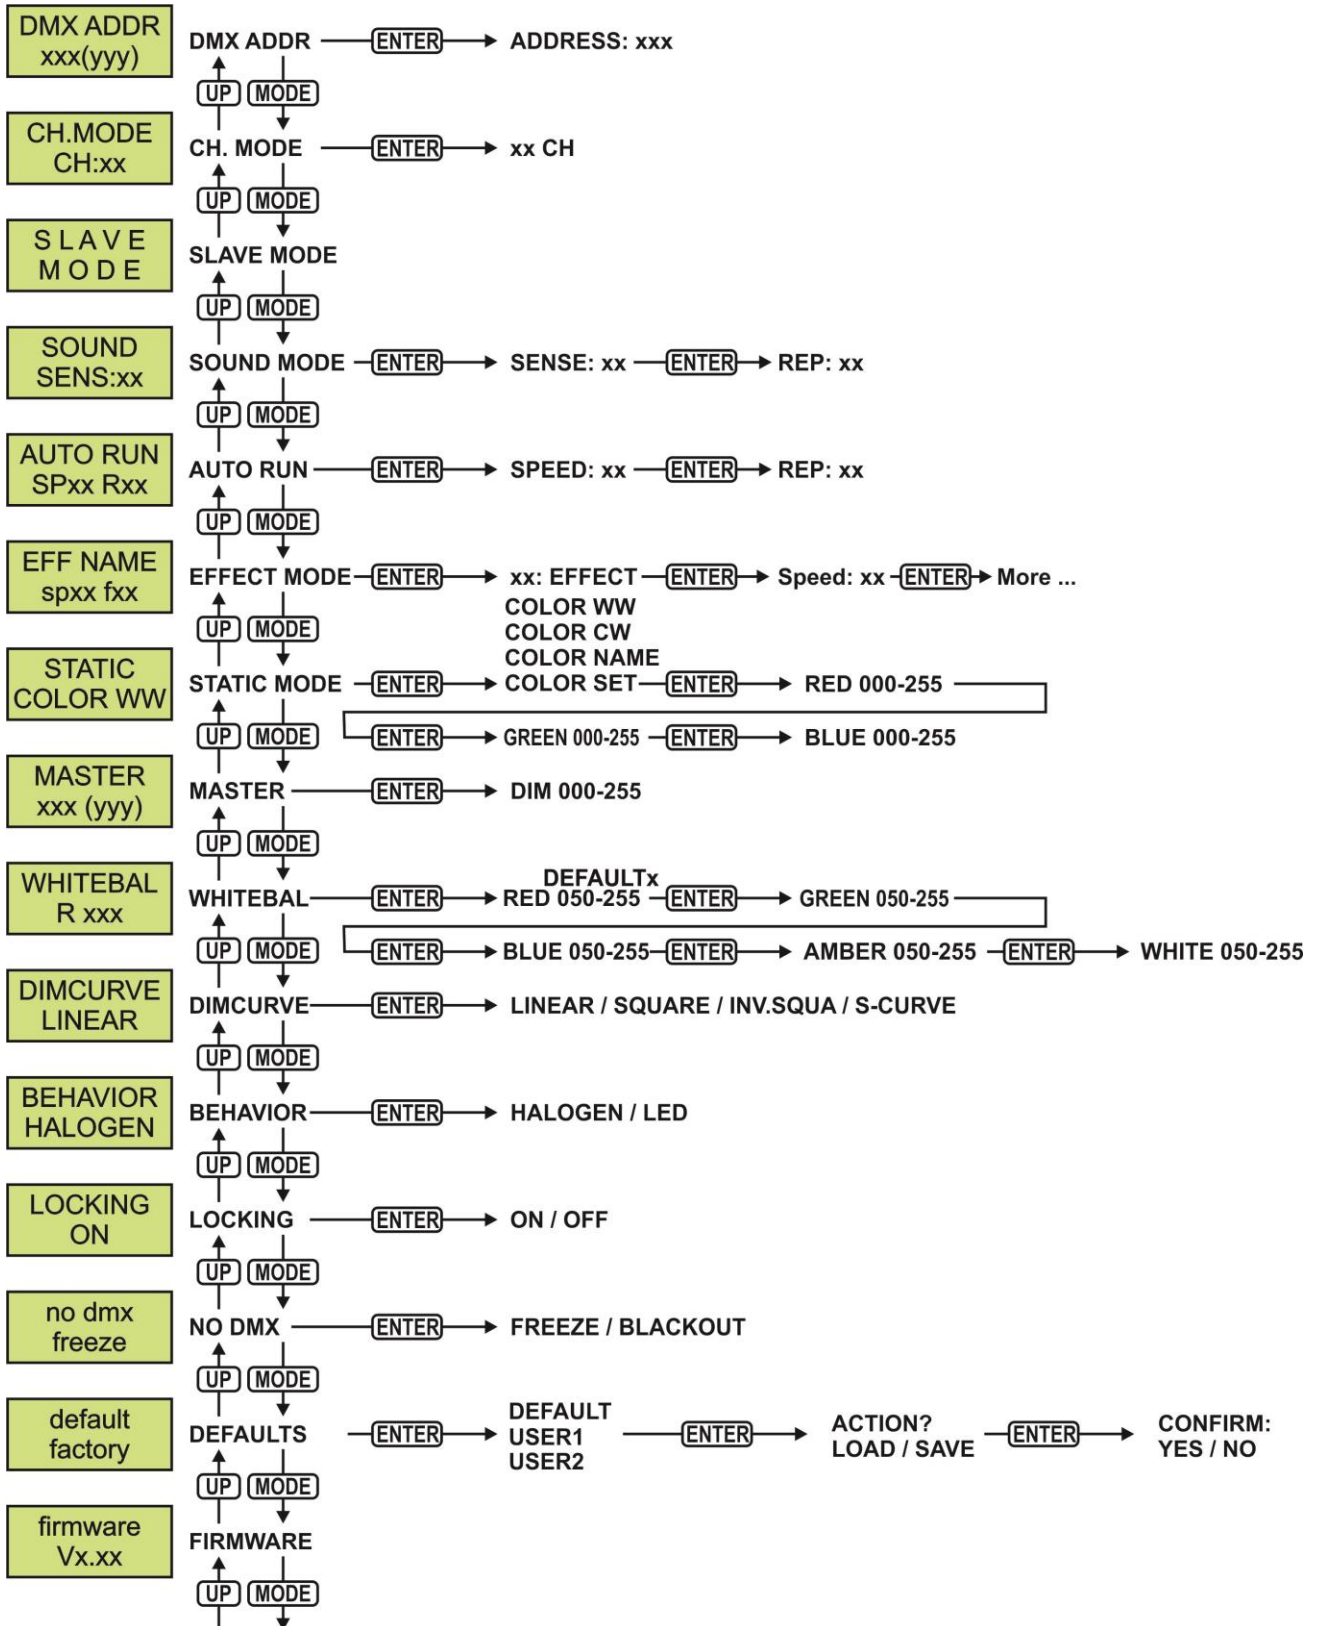 DMX ADDR
xxx(yyy)
DMX ADDR ENTER ADDRESS: xxx
UP MODE
CH.MODE
CH:xx
CH. MODE ENTER xx CH
UP MODE
S L A V E
M O D E
SLAVE MODE
UP MODE
SOUND
SENS:xx
SOUND MODE ENTER SENSE: xx ENTER REP: xx
UP MODE
AUTO RUN
SPxx Rxx
AUTO RUN ENTER SPEED: xx ENTER REP: xx
UP MODE
EFF NAME
spxx fxx
EFFECT MODE ENTER xx: EFFECT ENTER Speed: xx ENTER More ...
UP MODE
COLOR WW
COLOR CW
COLOR NAME
STATIC
COLOR WW
STATIC MODE ENTER COLOR SET ENTER RED 000-255
UP MODE ENTER GREEN 000-255 ENTER BLUE 000-255
MASTER
xxx (yyy)
MASTER ENTER DIM 000-255
UP MODE
WHITEBAL
R xxx
DEFAULTx
WHITEBAL ENTER RED 050-255 ENTER GREEN 050-255
UP MODE ENTER BLUE 050-255 ENTER AMBER 050-255 ENTER WHITE 050-255
DIMCURVE
LINEAR
DIMCURVE ENTER LINEAR / SQUARE / INV.SQUA / S-CURVE
UP MODE
BEHAVIOR
HALOGEN
BEHAVIOR ENTER HALOGEN / LED
UP MODE
LOCKING
ON
LOCKING ENTER ON / OFF
UP MODE
no dmx
freeze
NO DMX ENTER FREEZE / BLACKOUT
UP MODE
default
factory
DEFAULTS ENTER
DEFAULT
USER1
USER2
ENTER
ACTION?
LOAD / SAVE
ENTER
CONFIRM:
YES / NO
UP MODE
firmware
Vx.xx
FIRMWARE
UP MODE